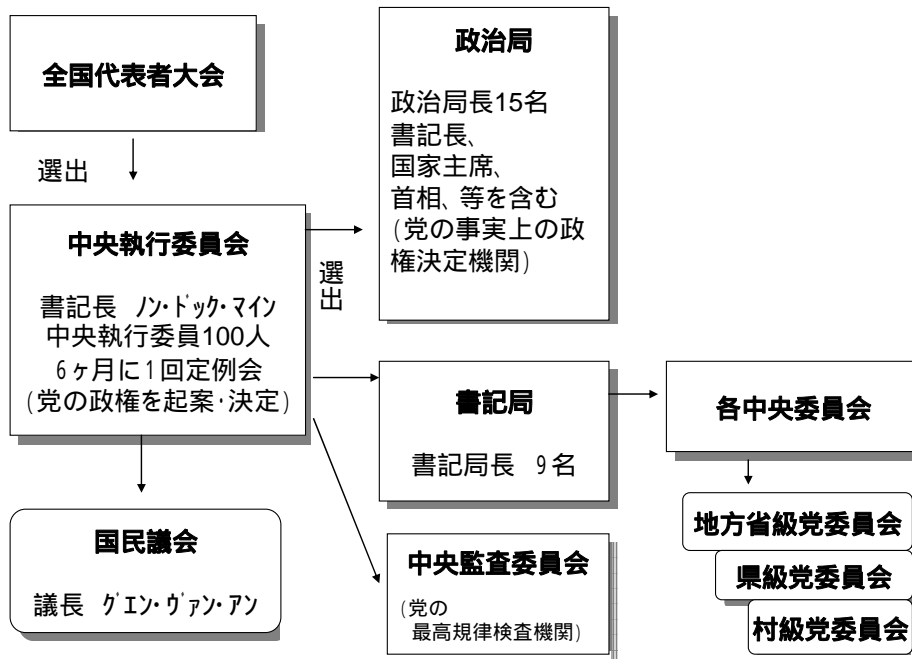 全国代表者大会
選出
中央執行委員会
書記長 ノン・ドック・マイン
中央執行委員100人
6ヶ月に1回定例会
(党の政権を起案・決定)
国民議会
議長 グエン・ヴァン・アン
選出
政治局
政治局長15名
書記長、
国家主席、
首相、等を含む
(党の事実上の政
権決定機関)
書記局
書記局長 9名
中央監査委員会
(党の
最高規律検査機関)
各中央委員会
地方省級党委員会
県級党委員会
村級党委員会